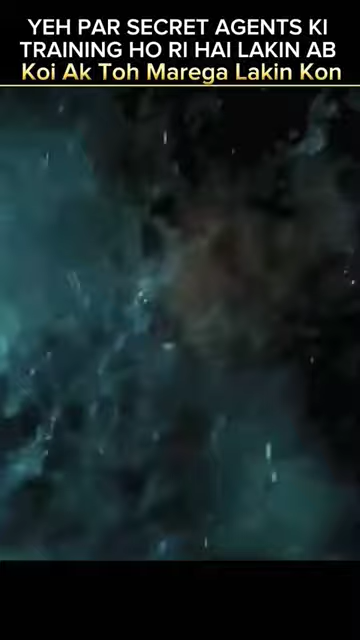 YEH PAR SECRET AGENTS KI
TRAINING HO RI HAI LAKIN AB
Koi Ak Toh Marega Lakin Kon